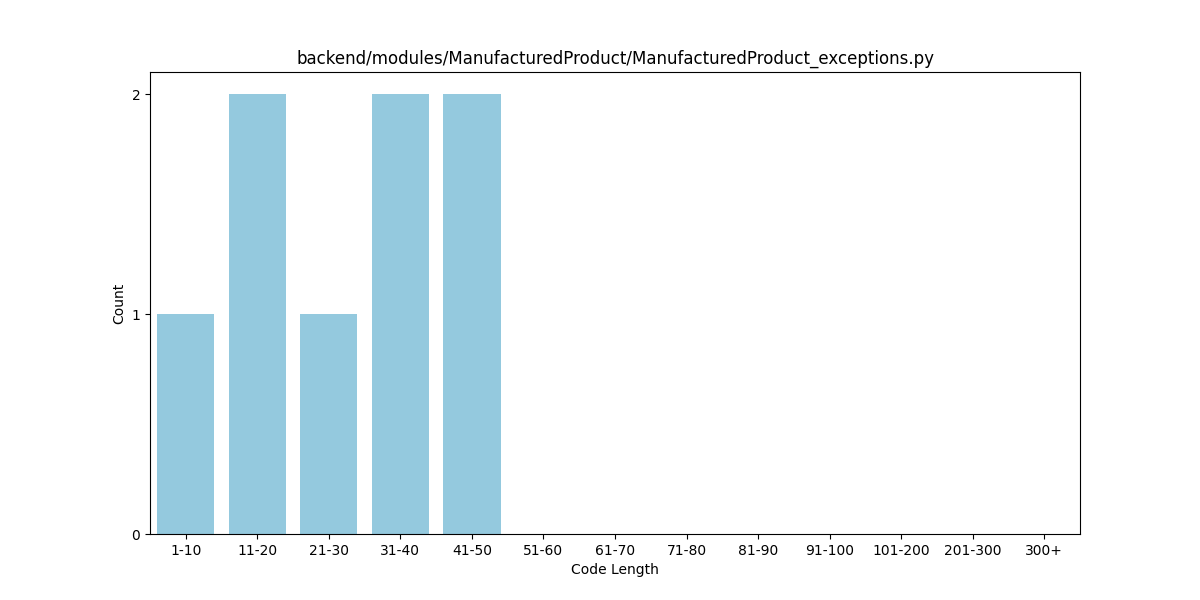 backend/modules/ManufacturedProduct/ManufacturedProduct_exceptions.py
2
1
0
Count
1-10 11-20 21-30 31-40 41-50 51-60 61-70 71-80 81-90 91-100 101-200 201-300 300+
Code Length